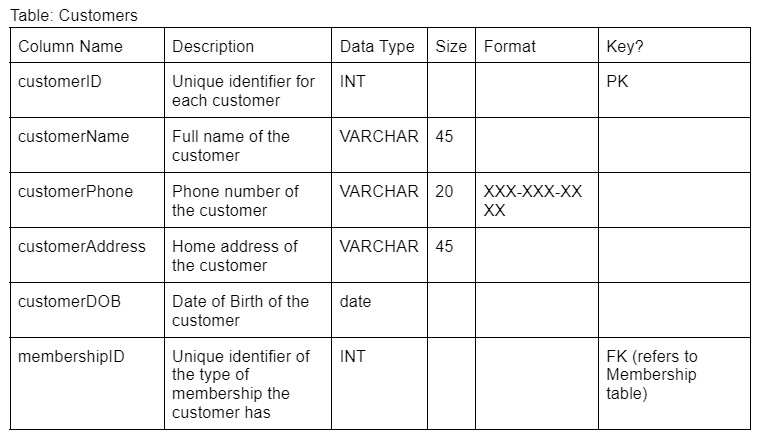 Table: Customers
Column Name Description Data Type Size Format Key?
customerID Unique identifier for INT PK
each customer
customerName Full name of the VARCHAR 45
customer
customerPhone Phone number of VARCHAR 20 XXX-XXX-XX
the customer XX
customerAddress Home address of VARCHAR 45
the customer
customerDOB Date of Birth of the date
customer
membershipID Unique identifier of INT FK (refers to
the type of Membership
membership the table)
customer has